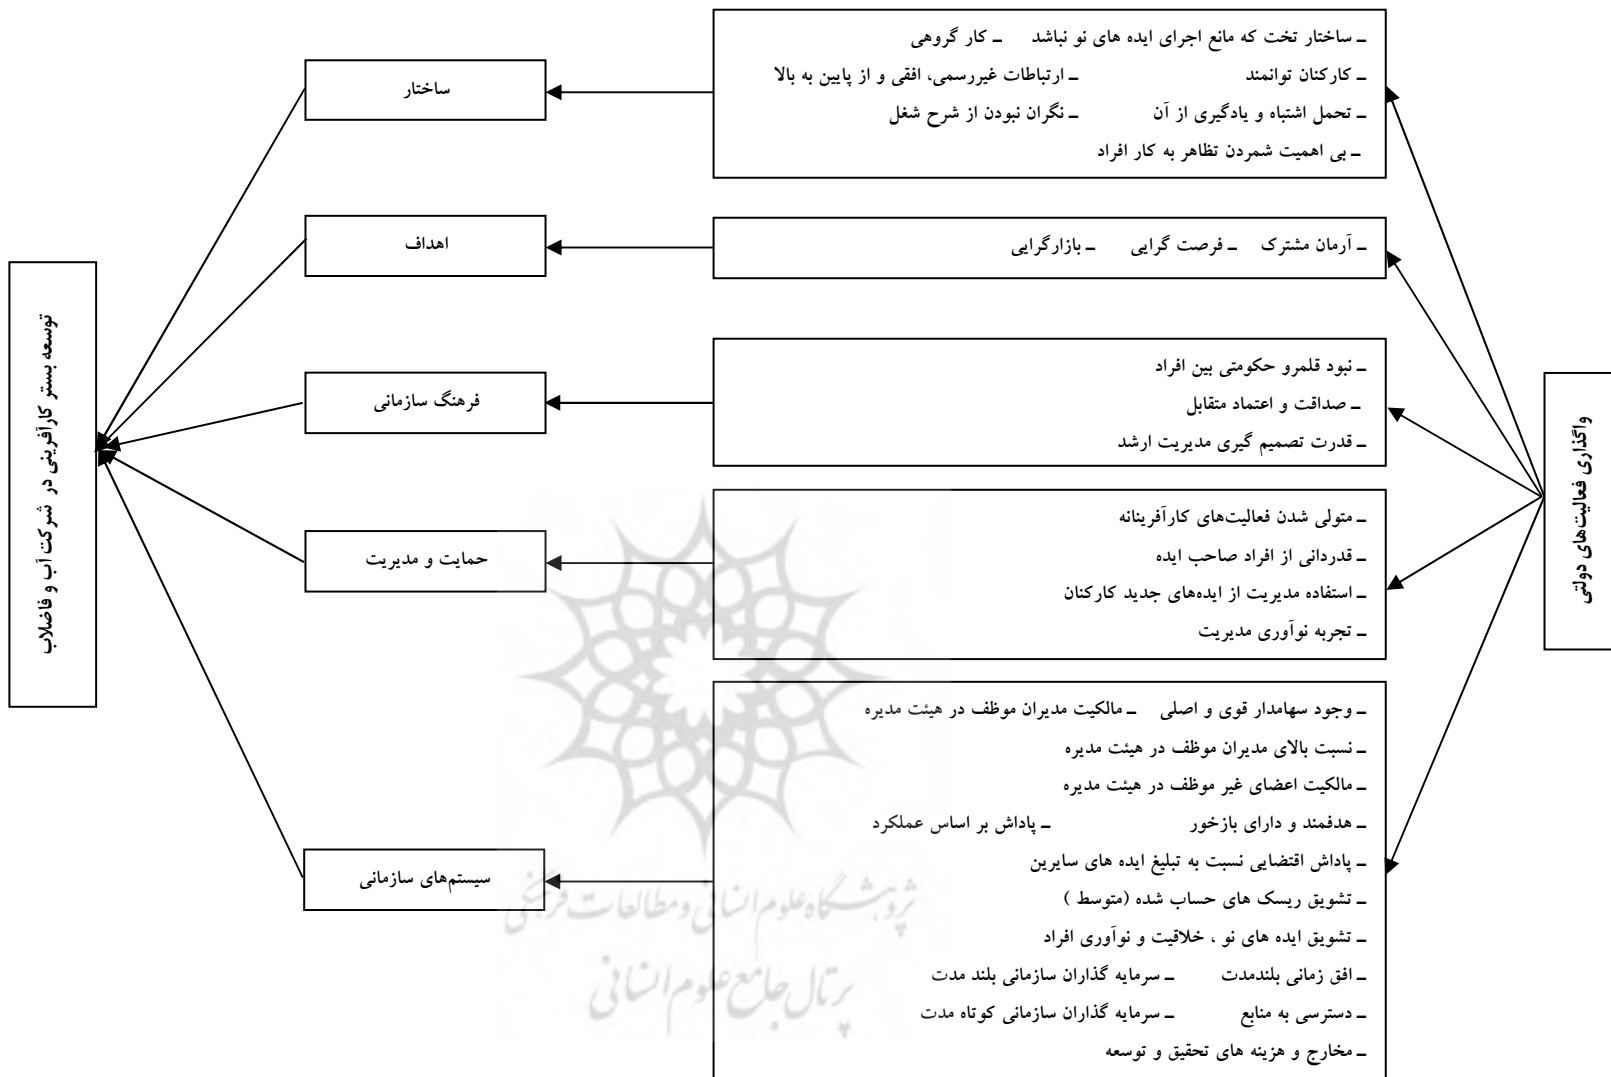 واگذاری فعالیت‌های دولتی
ـ ساختار تخت که مانع اجرای ایده های نو نباشد ـ کار گروهی
ـ کارکنان توانمند ـ ارتباطات غیررسمی، افقی و از پایین به بالا
ـ تحمل اشتباه و یادگیری از آن ـ نگران نبودن از شرح شغل
ـ بی اهمیت شمردن تظاهر به کار افراد
ساختار
ـ آرمان مشترک ـ فرصت گرایی ـ بازارگرایی
اهداف
ـ نبود قلمرو حکومتی بین افراد
ـ صداقت و اعتماد متقابل
ـ قدرت تصمیم گیری مدیریت ارشد
فرهنگ سازمانی
ـ متولی شدن فعالیت‌های کارآفرینانه
ـ قدردانی از افراد صاحب ایده
ـ استفاده مدیریت از ایده‌های جدید کارکنان
ـ تجربه نوآوری مدیریت
حمایت و مدیریت
ـ وجود سهامدار قوی و اصلی ـ مالکیت مدیران موظف در هیئت مدیره
ـ نسبت بالای مدیران موظف در هیئت مدیره
ـ مالکیت اعضای غیر موظف در هیئت مدیره
ـ هدفمند و دارای بازخور ـ پاداش بر اساس عملکرد
ـ پاداش اقتضایی نسبت به تبلیغ ایده های سایرین
ـ تشویق ریسک های حساب شده (متوسط )
ـ تشویق ایده های نو ، خلاقیت و نوآوری افراد
ـ افق زمانی بلندمدت ـ سرمایه گذاران سازمانی بلند مدت
ـ دسترسی به منابع ـ سرمایه گذاران سازمانی کوتاه مدت
ـ مخارج و هزینه های تحقیق و توسعه
سیستم‌های سازمانی
توسعه بستر کارآفرینی در شرکت آب و فاضلاب
پژوهشگاه علوم انسانی و مطالعات فرهنگی
پرتال جامع علوم انسانی